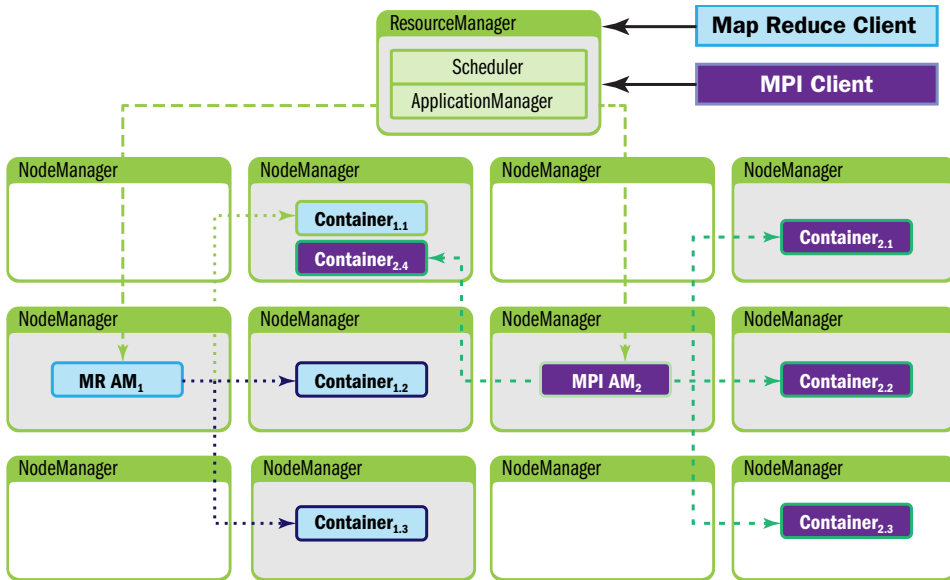 ResourceManager
Map Reduce Client
Scheduler
MPI Client
ApplicationManager
NodeManager
NodeManager
NodeManager
NodeManager
Container1.1
Container2.4
Container2.1
NodeManager
NodeManager
NodeManager
NodeManager
MR AM1
Container1.2
MPI AM2
Container2.2
NodeManager
NodeManager
NodeManager
NodeManager
Container1.3
Container2.3